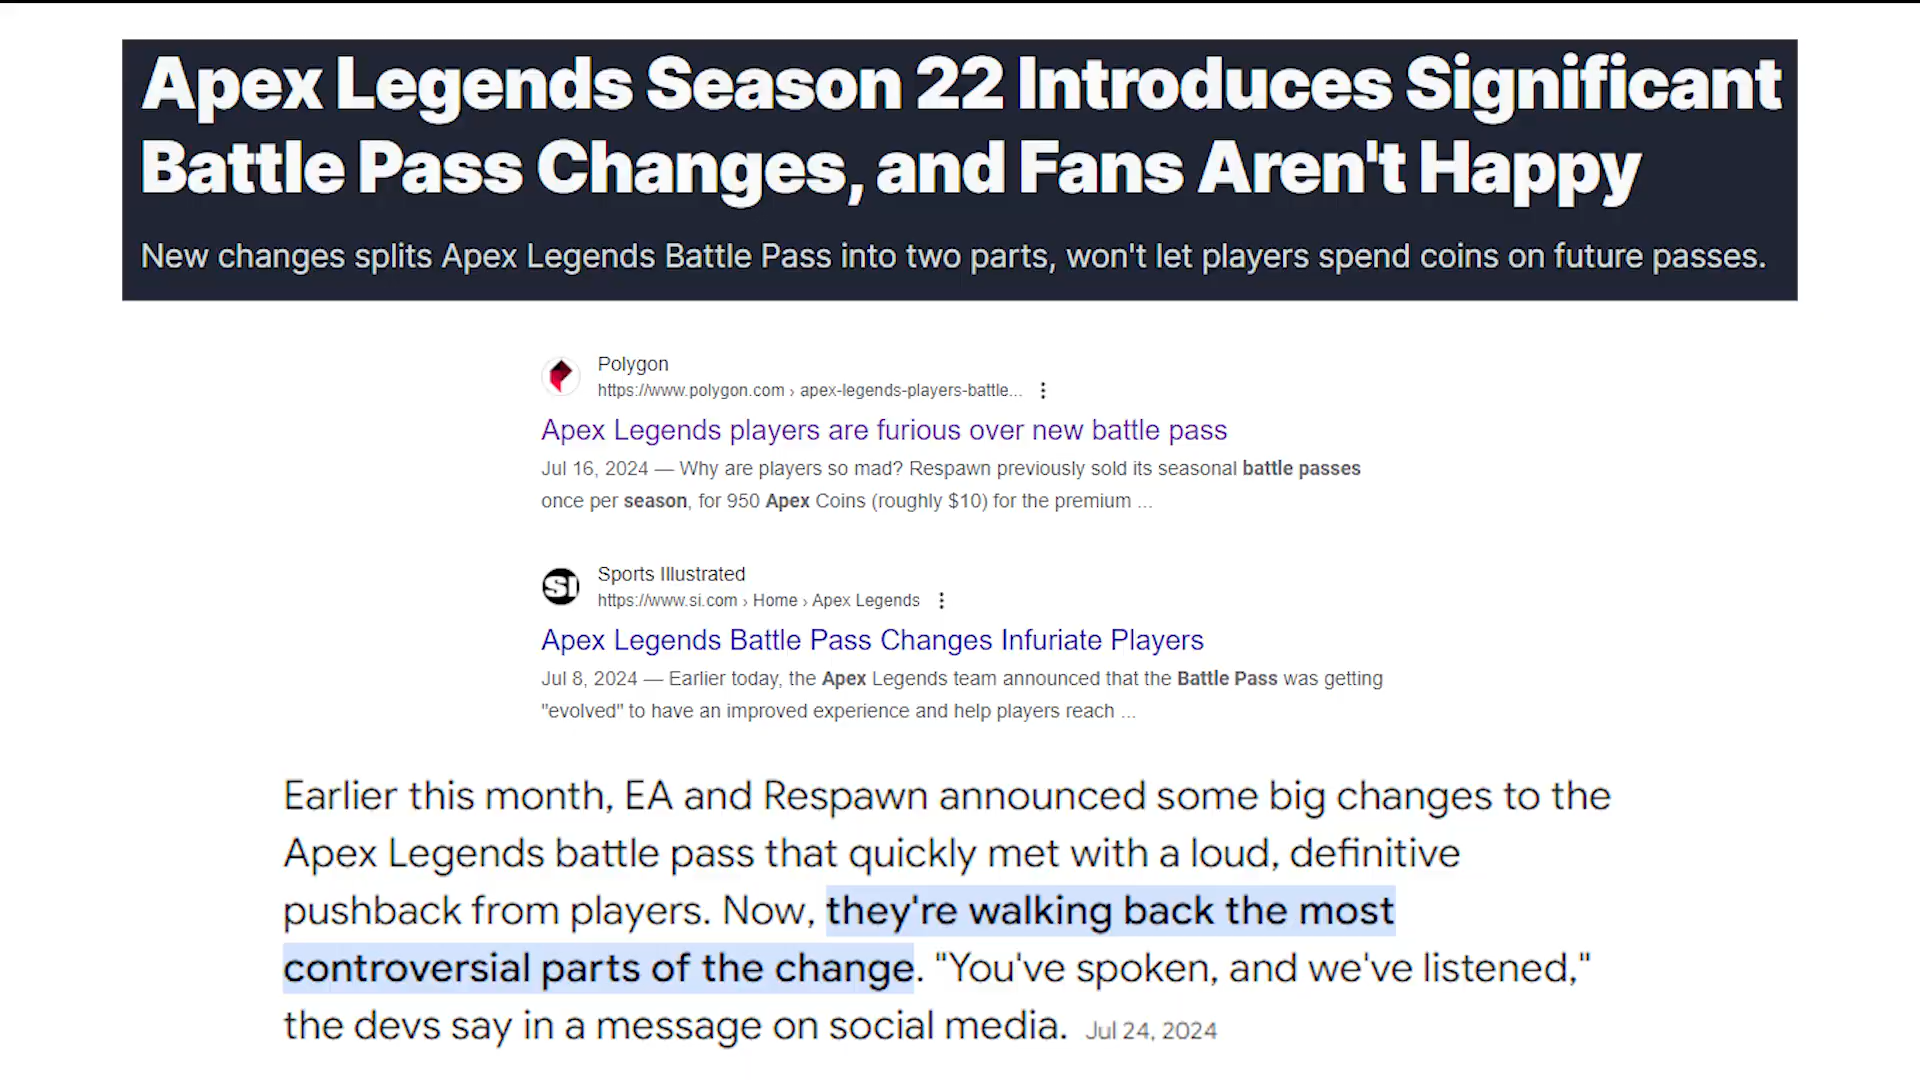 Apex Legends Season 22 Introduces Significant
Battle Pass Changes, and Fans Aren't Happy
New changes splits Apex Legends Battle Pass into two parts, won't let players spend coins on future passes.
Polygon
https://www.polygon.com › apex-legends-players-battle...
Apex Legends players are furious over new battle pass
Jul 16, 2024 — Why are players so mad? Respawn previously sold its seasonal battle passes
once per season, for 950 Apex Coins (roughly $10) for the premium ...
SI
Sports Illustrated
https://www.si.com › Home › Apex Legends
Apex Legends Battle Pass Changes Infuriate Players
Jul 8, 2024 — Earlier today, the Apex Legends team announced that the Battle Pass was getting
"evolved" to have an improved experience and help players reach ...
Earlier this month, EA and Respawn announced some big changes to the
Apex Legends battle pass that quickly met with a loud, definitive
pushback from players. Now, they're walking back the most
controversial parts of the change. "You've spoken, and we've listened,"
the devs say in a message on social media. Jul 24, 2024